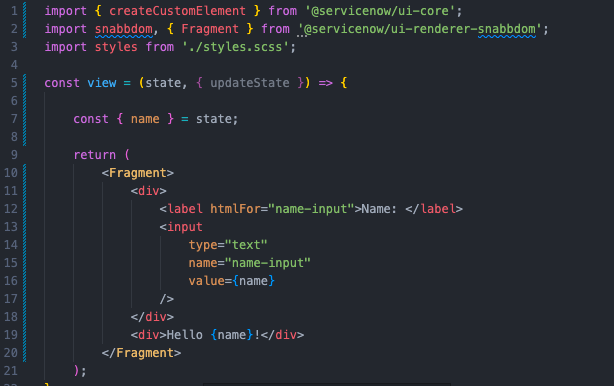 1 import { createCustomElement } from '@servicenow/ui-core';
2 import snabbdom, { Fragment } from '@servicenow/ui-renderer-snabbdom';
3 import styles from './styles.scss';
4
5 const view = (state, { updateState }) => {
6
7 const { name } = state;
8
9 return (
10 <Fragment>
11 <div>
12 <label htmlFor="name-input">Name: </label>
13 <input
14 type="text"
15 name="name-input"
16 value={name}
17 />
18 </div>
19 <div>Hello {name}!</div>
20 </Fragment>
21 );